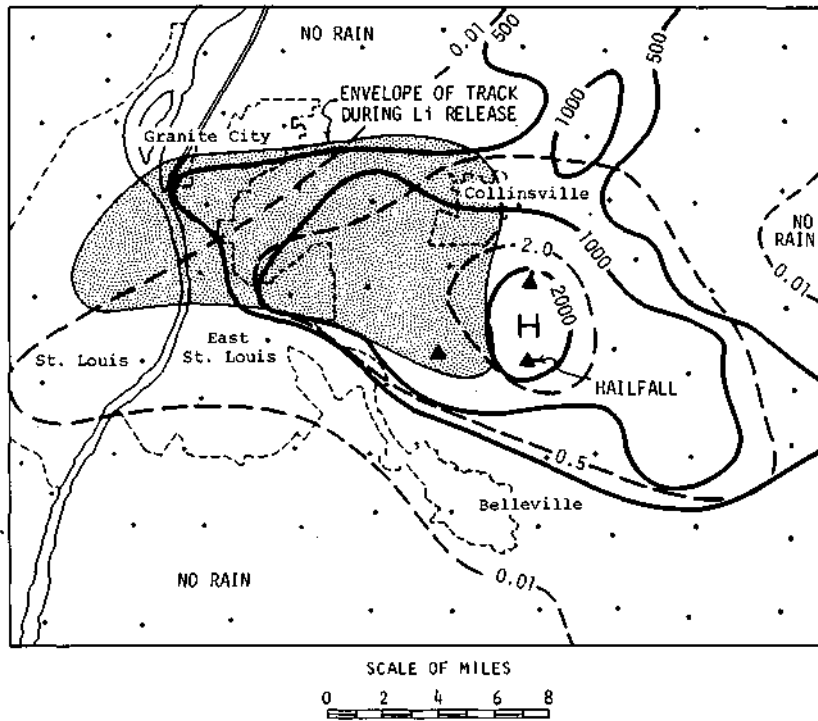 NO RAIN
0.01
500
500
ENVELOPE OF TRACK
DURING Li RELEASE
1000
Granite City
Collinsville
NO
RAIN
2.0
1000
0.01
2000
H
East
St. Louis
St. Louis
HAILFALL
0.5
Belleville
NO RAIN
0.01
SCALE OF MILES
0 2 4 6 8